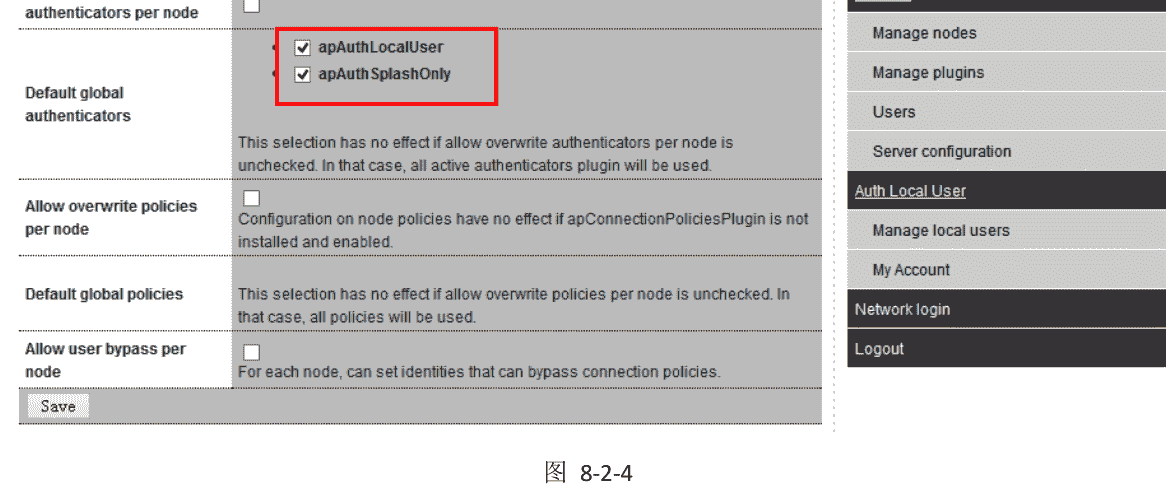 authenticators per node
Default global
authenticators
apAuthLocalUser
apAuthSplashOnly
This selection has no effect if allow overwrite authenticators per node is
unchecked. In that case, all active authenticators plugin will be used.
Allow overwrite policies
per node
Configuration on node policies have no effect if apConnectionPoliciesPlugin is not
installed and enabled.
Default global policies
This selection has no effect if allow overwrite policies per node is unchecked. In
that case, all policies will be used.
Allow user bypass per
node
For each node, can set identities that can bypass connection policies.
Save
Manage nodes
Manage plugins
Users
Server configuration
Auth Local User
Manage local users
My Account
Network login
Logout
图 8-2-4